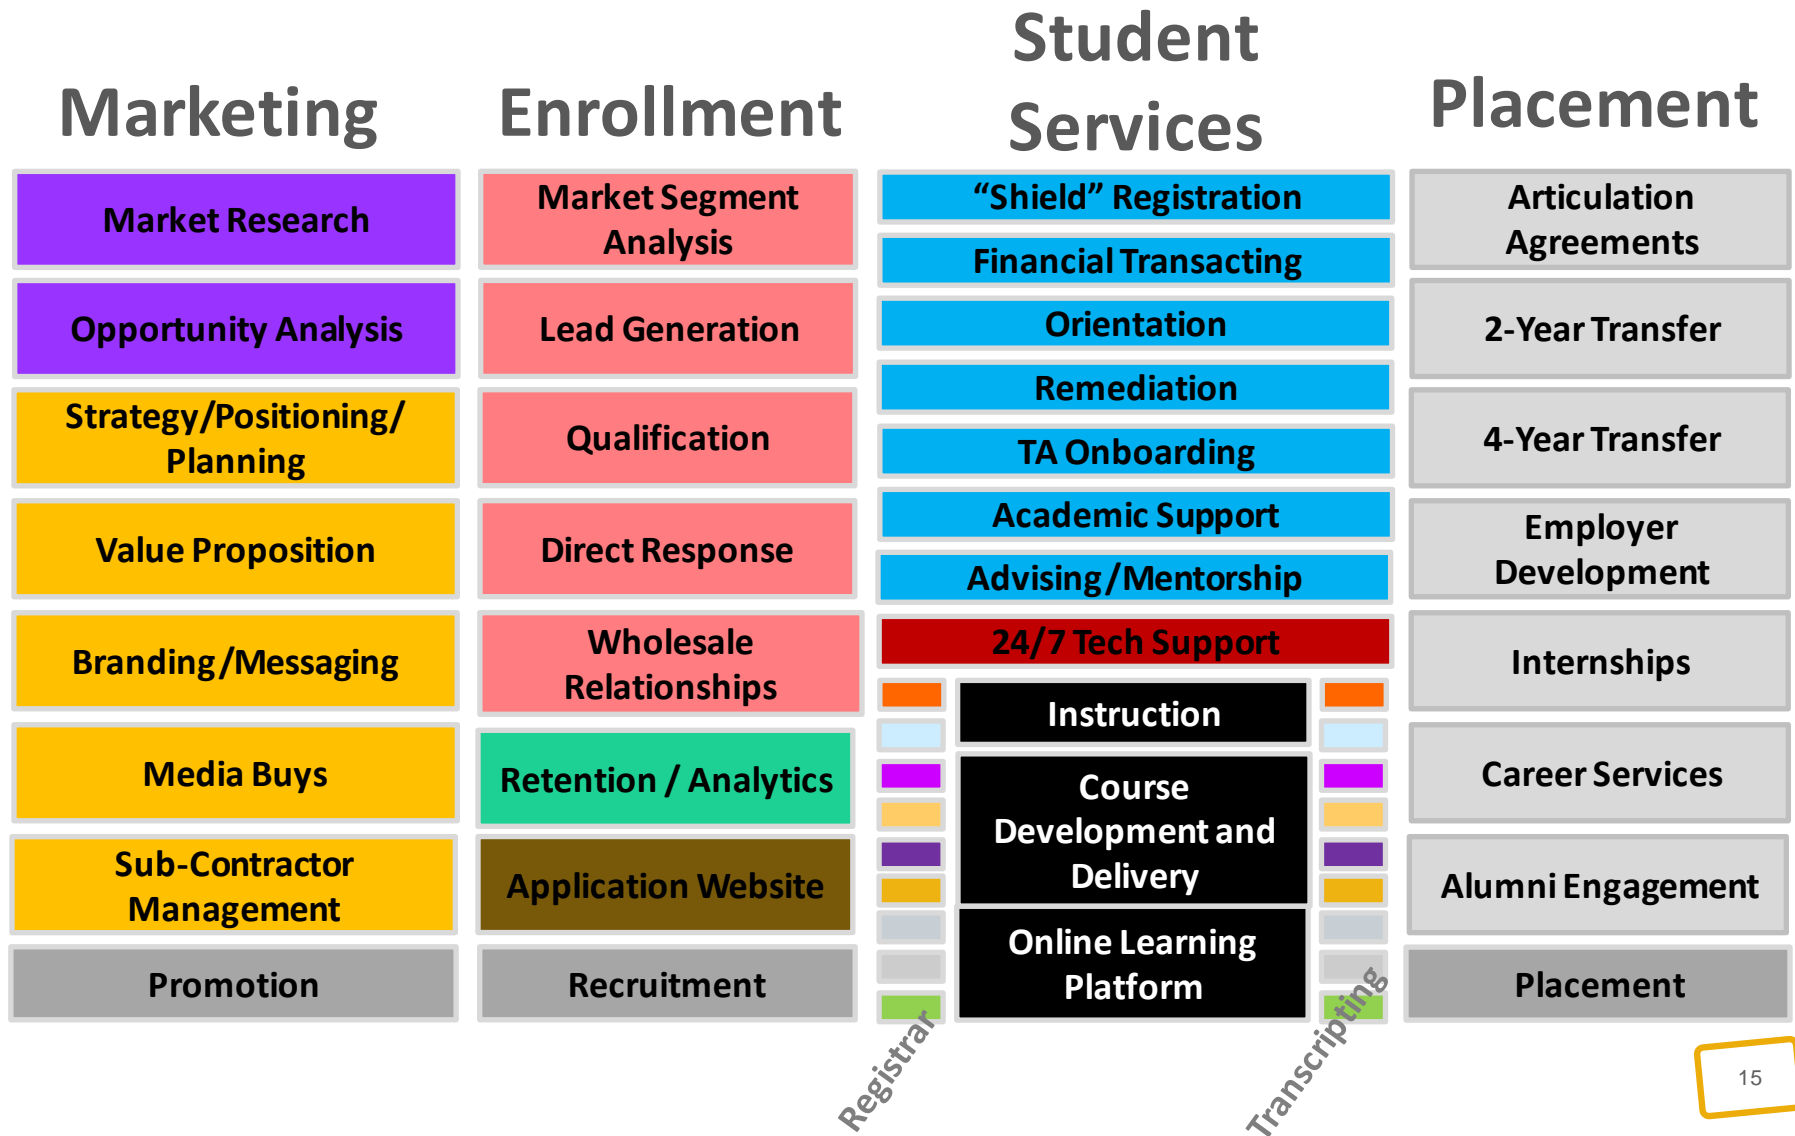 Marketing
Market Research
Opportunity Analysis
Strategy/Positioning/
Planning
Value Proposition
Branding/Messaging
Media Buys
Sub-Contractor
Management
Promotion
Enrollment
Market Segment
Analysis
Lead Generation
Qualification
Direct Response
Wholesale
Relationships
Retention / Analytics
Application Website
Recruitment
Student
Services
“Shield” Registration
Financial Transacting
Orientation
Remediation
TA Onboarding
Academic Support
Advising/Mentorship
24/7 Tech Support
Instruction
Course
Development and
Delivery
Online Learning
Platform
Registrar
Transcripting
Placement
Articulation
Agreements
2-Year Transfer
4-Year Transfer
Employer
Development
Internships
Career Services
Alumni Engagement
Placement
15